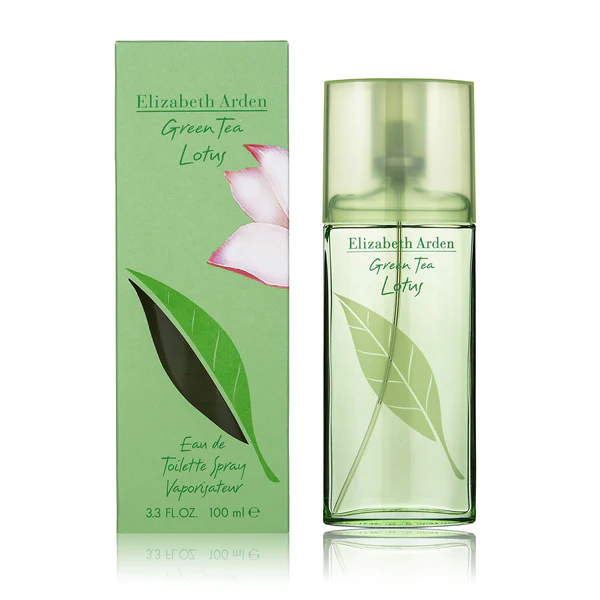 Elizabeth Arden
Green Tea
Lotus
Eau de
Toilette Spray
Vaporisateur
3.3 FL.OZ. 100 ml ℮
Elizabeth Arden
Green Tea
Lotus